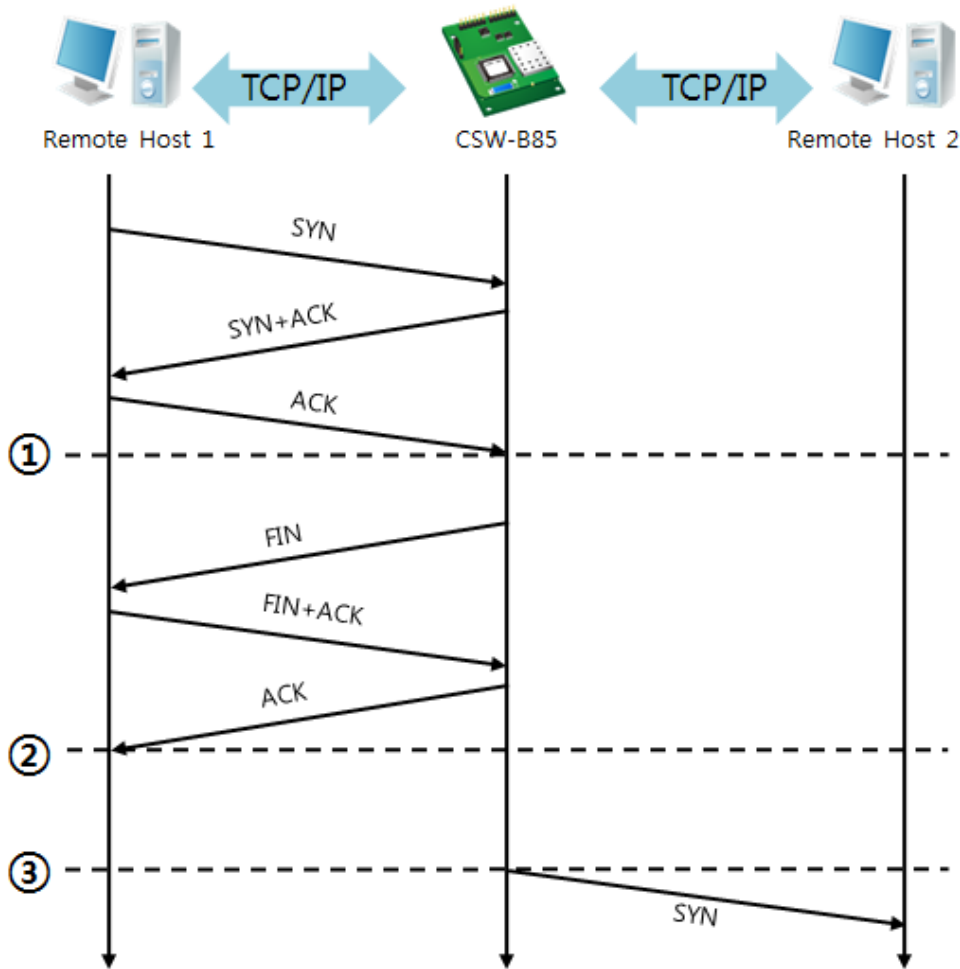 TCP/IP
TCP/IP
Remote Host 1
CSW-B85
Remote Host 2
SYN
SYN+ACK
ACK
①
FIN
FIN+ACK
ACK
②
③
SYN